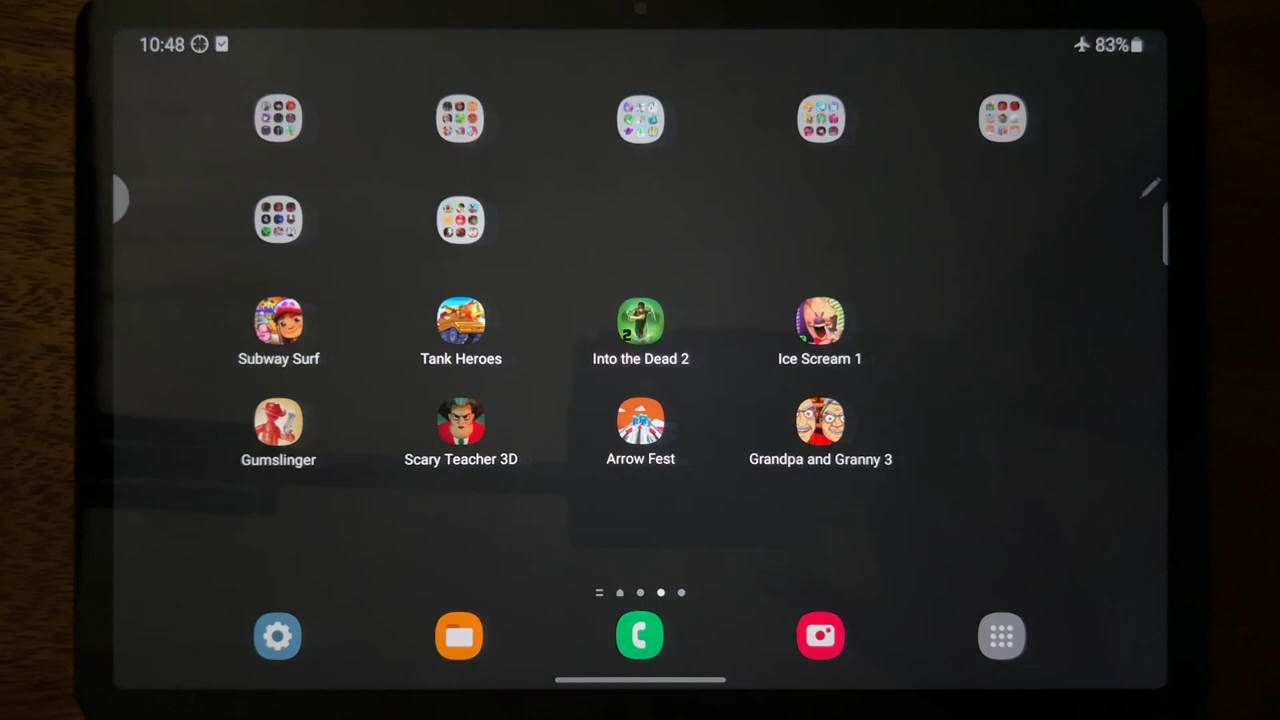 10:48
83%
Subway Surf
Tank Heroes
Into the Dead 2
Ice Scream 1
2
Gumslinger
Scary Teacher 3D
Arrow Fest
Grandpa and Granny 3